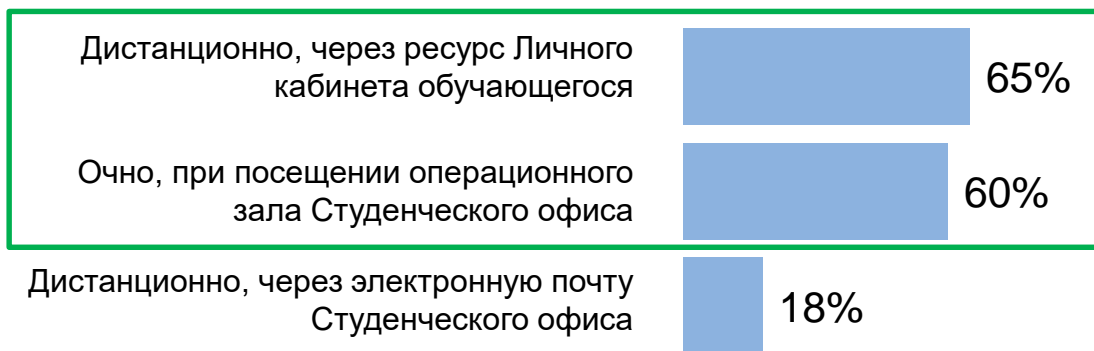 Дистанционно, через ресурс Личного
кабинета обучающегося
65%
Очно, при посещении операционного
зала Студенческого офиса
60%
Дистанционно, через электронную почту
Студенческого офиса
18%